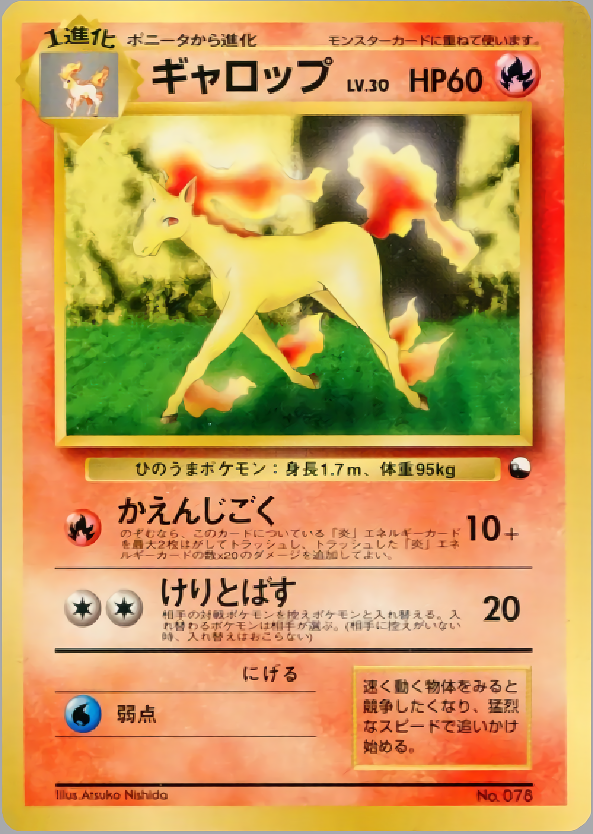 1進化 ポニータから進化 モンスターカードに重ねて使います。
ギャロップ LV.30 HP60
ひのうまポケモン：身長1.7m、体重95kg
かえんじごく 10+
のぞむなら、このカードについている「炎」エネルギーカード
を最大2枚はがしてトラッシュし、トラッシュした「炎」エネ
ルギーカードの数x20のダメージを追加してよい。
けりとばす 20
相手の対戦ポケモンを控えポケモンと入れ替える。入
れ替わるポケモンは相手が選ぶ。(相手に控えがいない
時、入れ替えはおこらない)
にげる
弱点
速く動く物体をみると
競争したくなり、猛烈
なスピードで追いかけ
始める。
Illus.Atsuko Nishida No.078